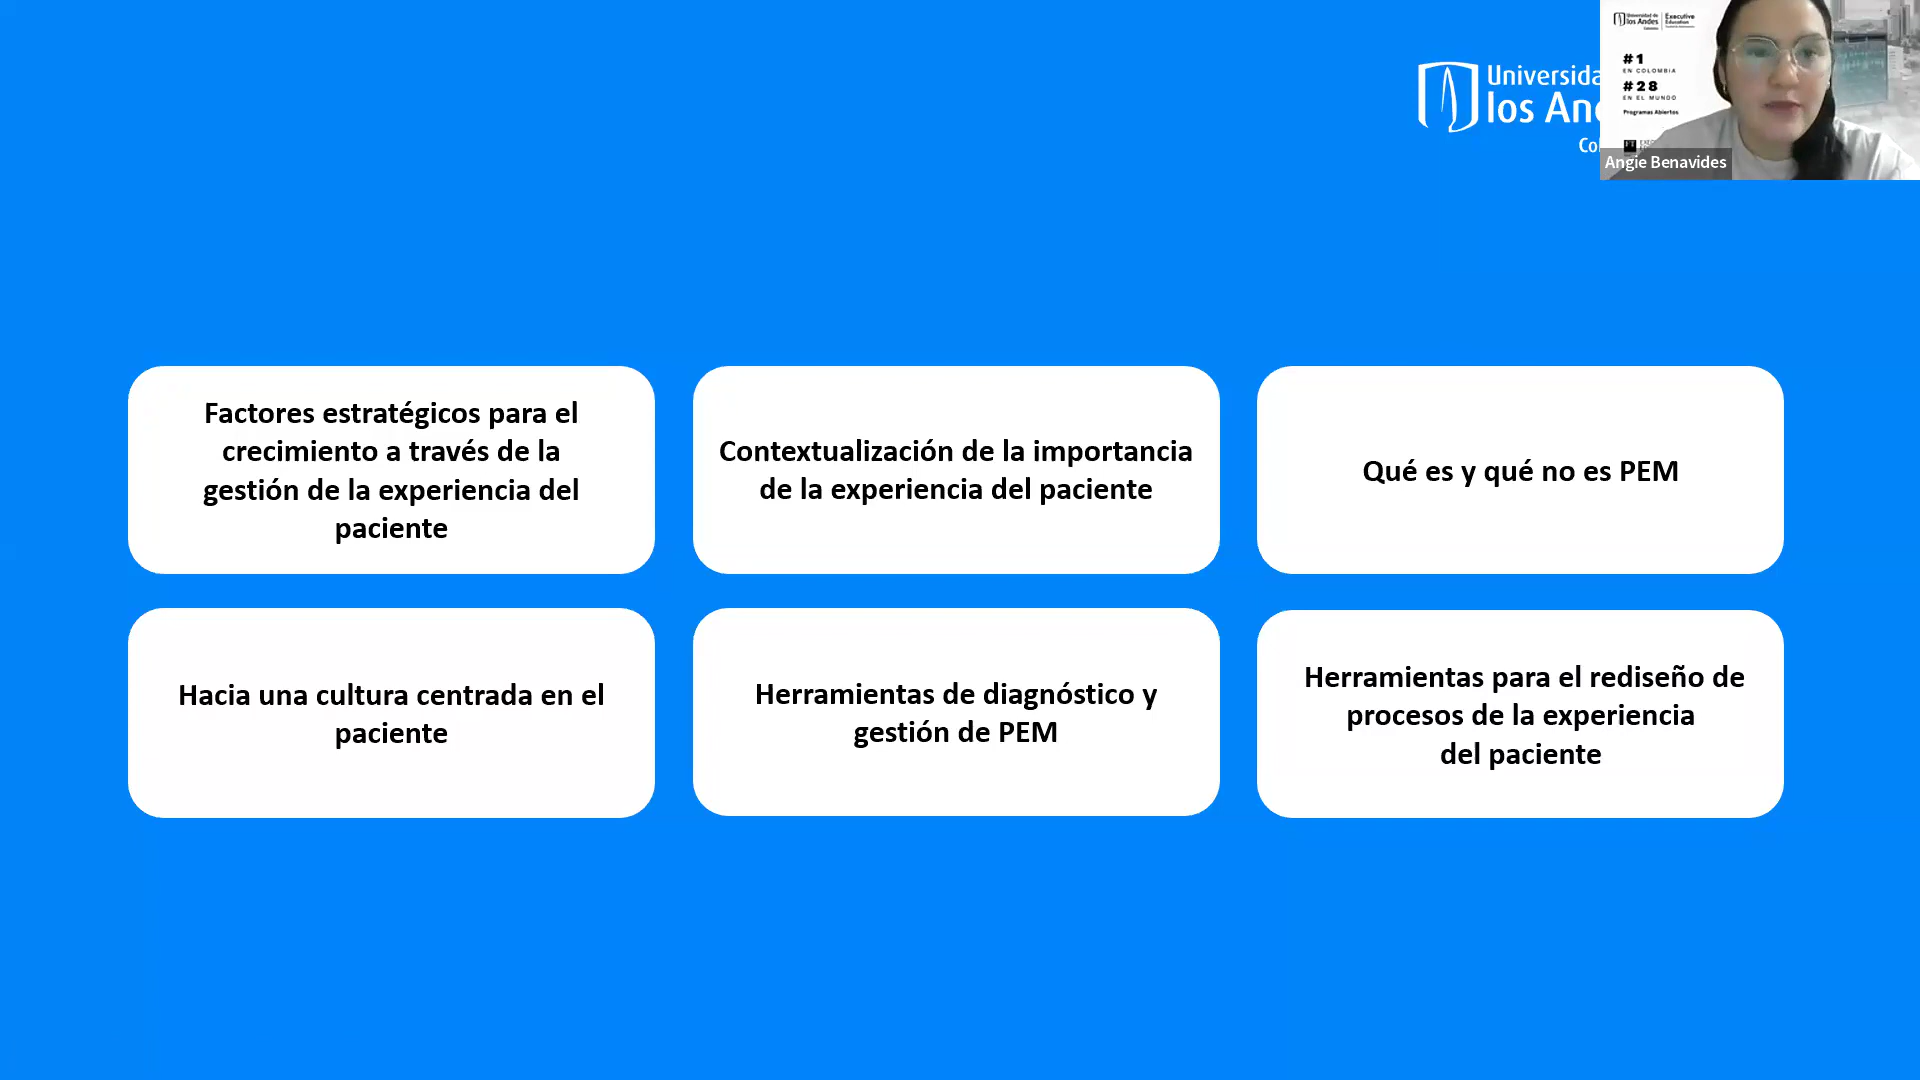 Universidad de
los Andes
Colombia
Executive
Education
#1
EN COLOMBIA
#28
EN EL MUNDO
Programas Abiertos
FT
Angie Benavides
Universida
los An
Co
Factores estratégicos para el
crecimiento a través de la
gestión de la experiencia del
paciente
Contextualización de la importancia
de la experiencia del paciente
Qué es y qué no es PEM
Hacia una cultura centrada en el
paciente
Herramientas de diagnóstico y
gestión de PEM
Herramientas para el rediseño de
procesos de la experiencia
del paciente